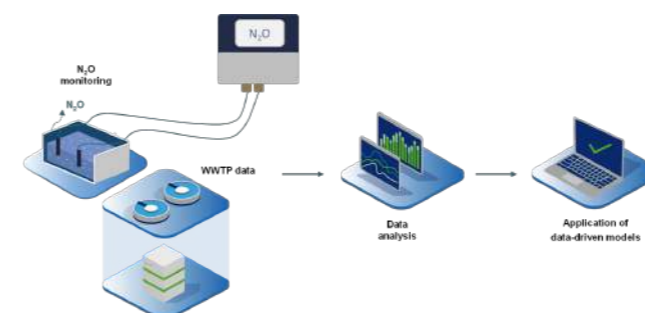 N₂O
N₂O
monitoring
N₂O
WWTP data
Data
analysis
Application of
data-driven models